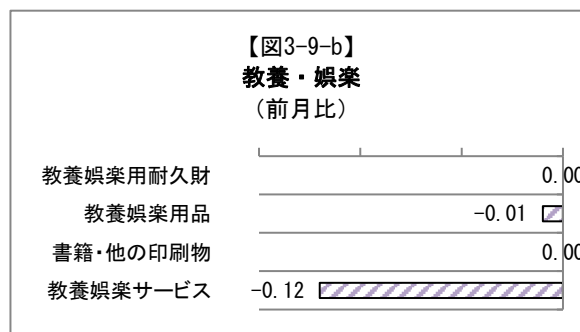 【図3-9-b】
教養・娯楽
（前月比）
教養娯楽用耐久財 0.00
教養娯楽用品 -0.01
書籍・他の印刷物 0.00
教養娯楽サービス -0.12